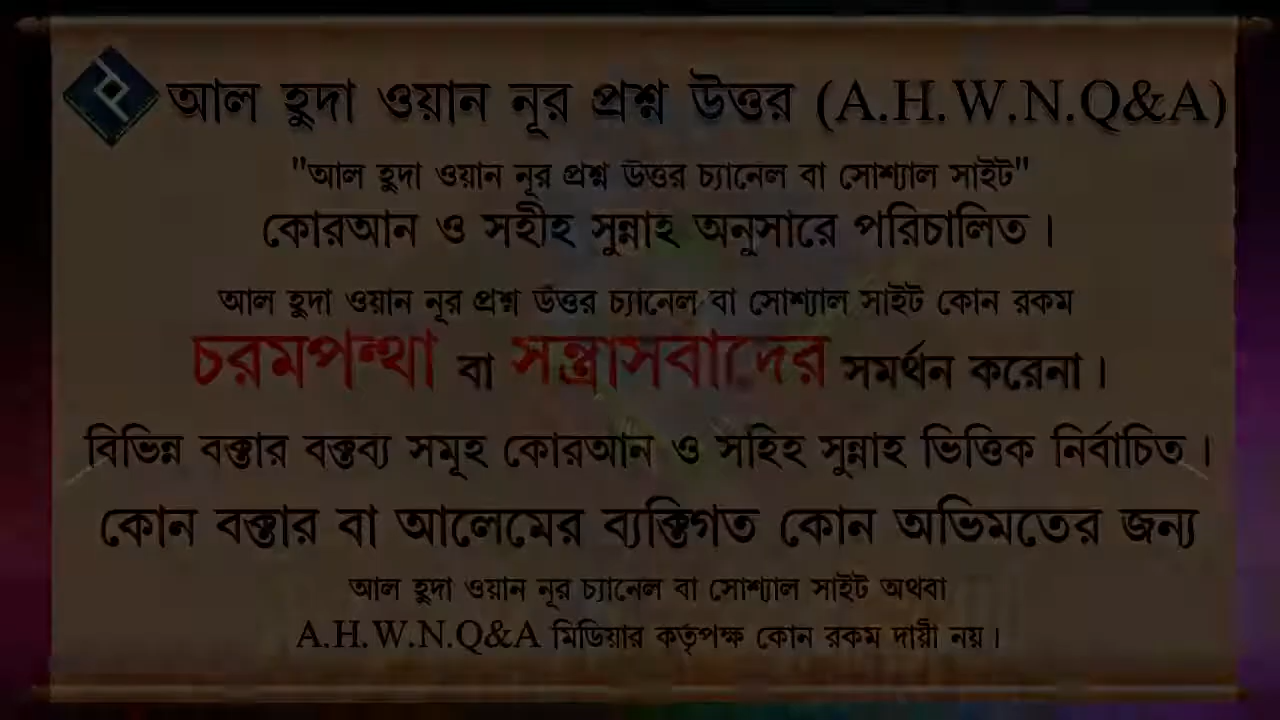 আল হুদা ওয়ান নূর প্রশ্ন উত্তর (A.H.W.N.Q&A)
"আল হুদা ওয়ান নূর প্রশ্ন উত্তর চ্যানেল বা সোশ্যাল সাইট"
কোরআন ও সহীহ সুন্নাহ অনুসারে পরিচালিত।
আল হুদা ওয়ান নূর প্রশ্ন উত্তর চ্যানেল বা সোশ্যাল সাইট কোন রকম
চরমপন্থা বা সন্ত্রাসবাদের সমর্থন করেনা।
বিভিন্ন বক্তার বক্তব্য সমূহ কোরআন ও সহিহ সুন্নাহ ভিত্তিক নির্বাচিত।
কোন বক্তার বা আলেমের ব্যক্তিগত কোন অভিমতের জন্য
আল হুদা ওয়ান নূর চ্যানেল বা সোশ্যাল সাইট অথবা
A.H.W.N.Q&A মিডিয়ার কর্তৃপক্ষ কোন রকম দায়ী নয়।